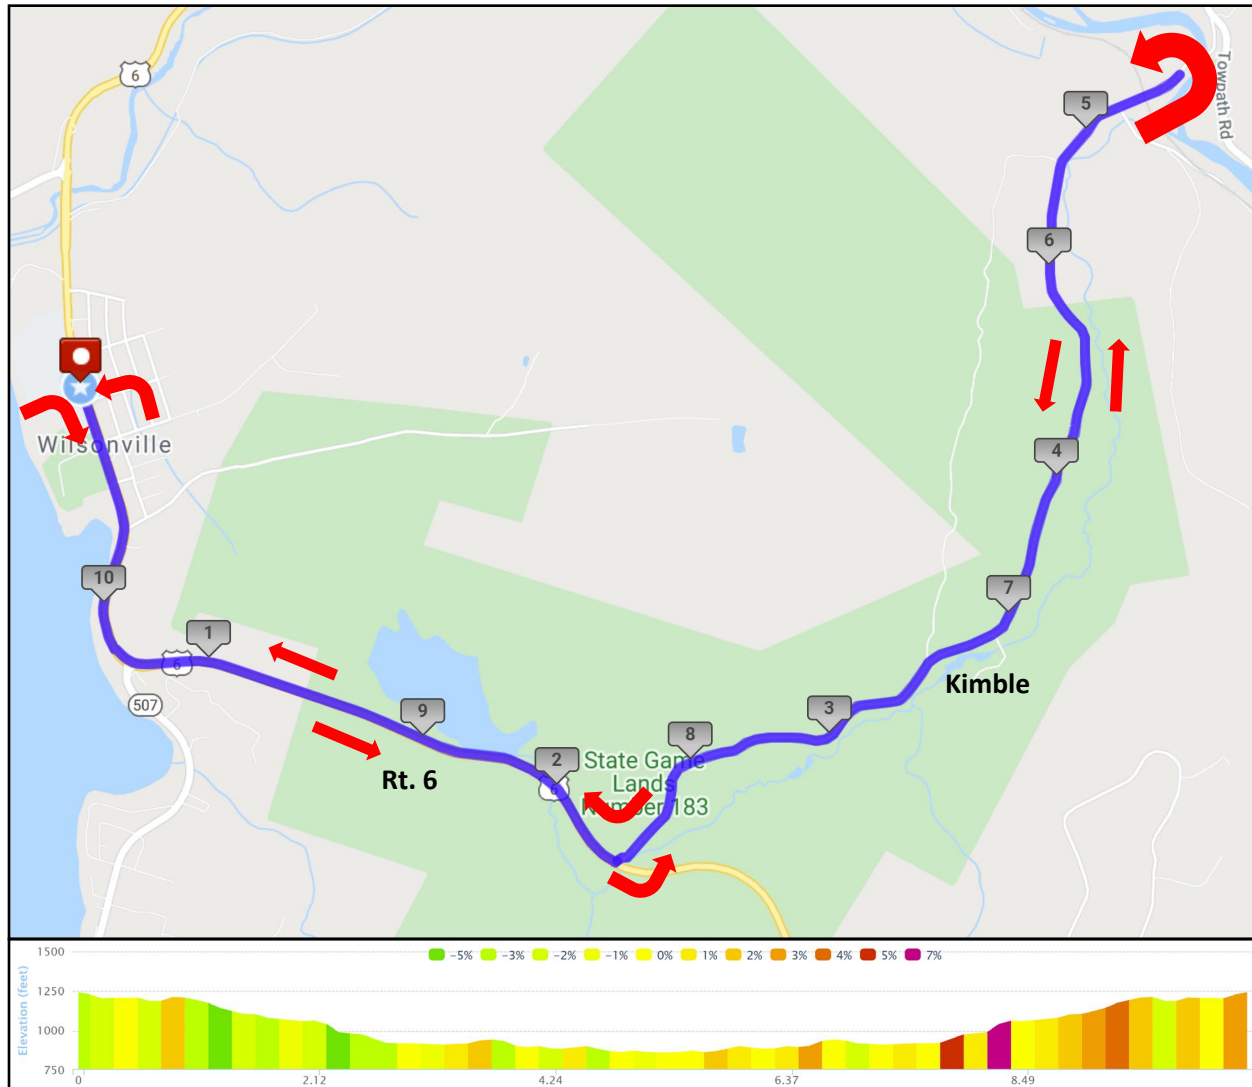 6
Towpath Rd
5
6
Wilsonville
4
10
7
1
6
507
Kimble
9
3
8
2
State Game
Lands
Number 183
6
Rt. 6
1500
-5% -3% -2% -1% 0% 1% 2% 3% 4% 5% 7%
1250
1000
750
Elevation (feet)
0 2.12 4.24 6.37 8.49